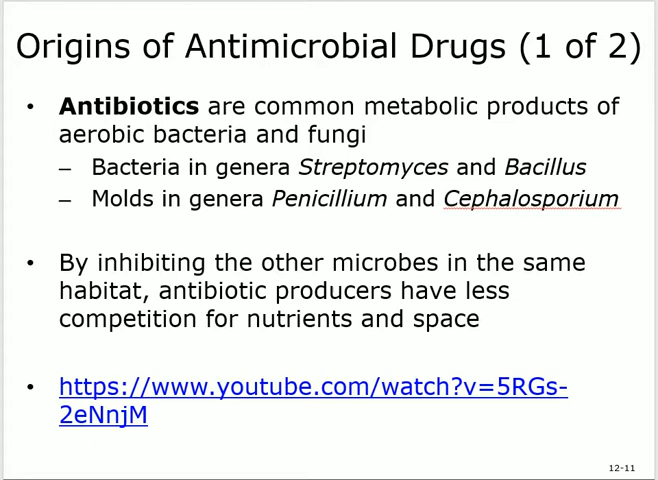 Origins of Antimicrobial Drugs (1 of 2)
• Antibiotics are common metabolic products of
aerobic bacteria and fungi
– Bacteria in genera Streptomyces and Bacillus
– Molds in genera Penicillium and Cephalosporium
• By inhibiting the other microbes in the same
habitat, antibiotic producers have less
competition for nutrients and space
• https://www.youtube.com/watch?v=5RGs-
2eNnjM
12-11